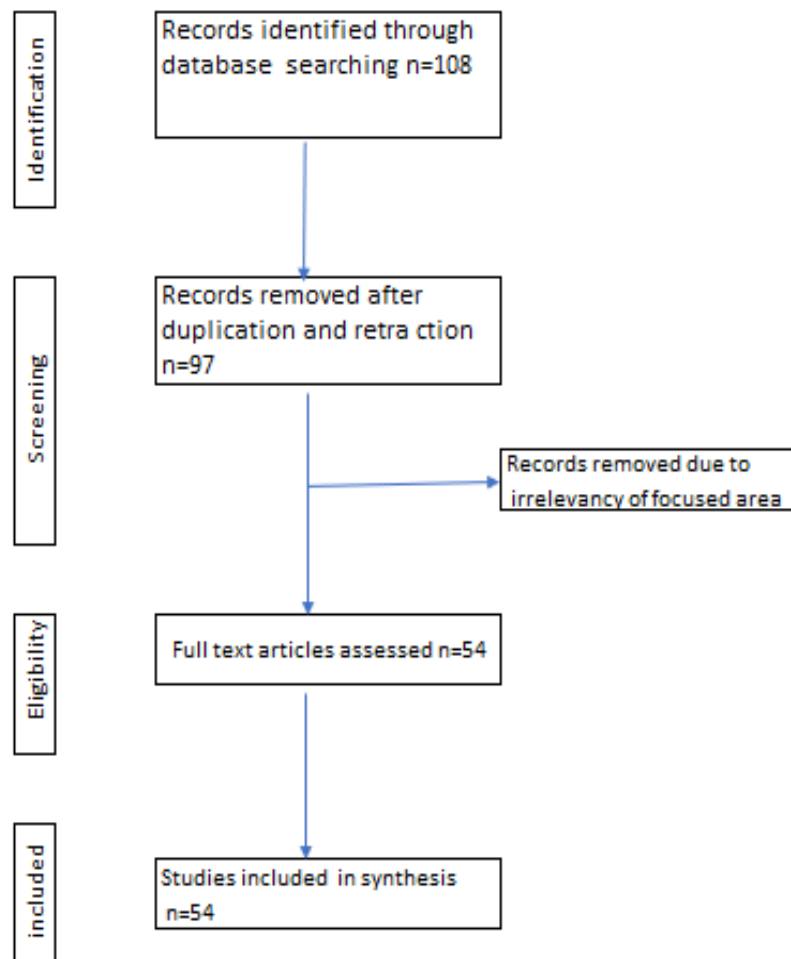 Identification
Records identified through
database searching n=108
Screening
Records removed after
duplication and retra ction
n=97
Records removed due to
irrelevancy of focused area
Eligibility
Full text articles assessed n=54
included
Studies included in synthesis
n=54